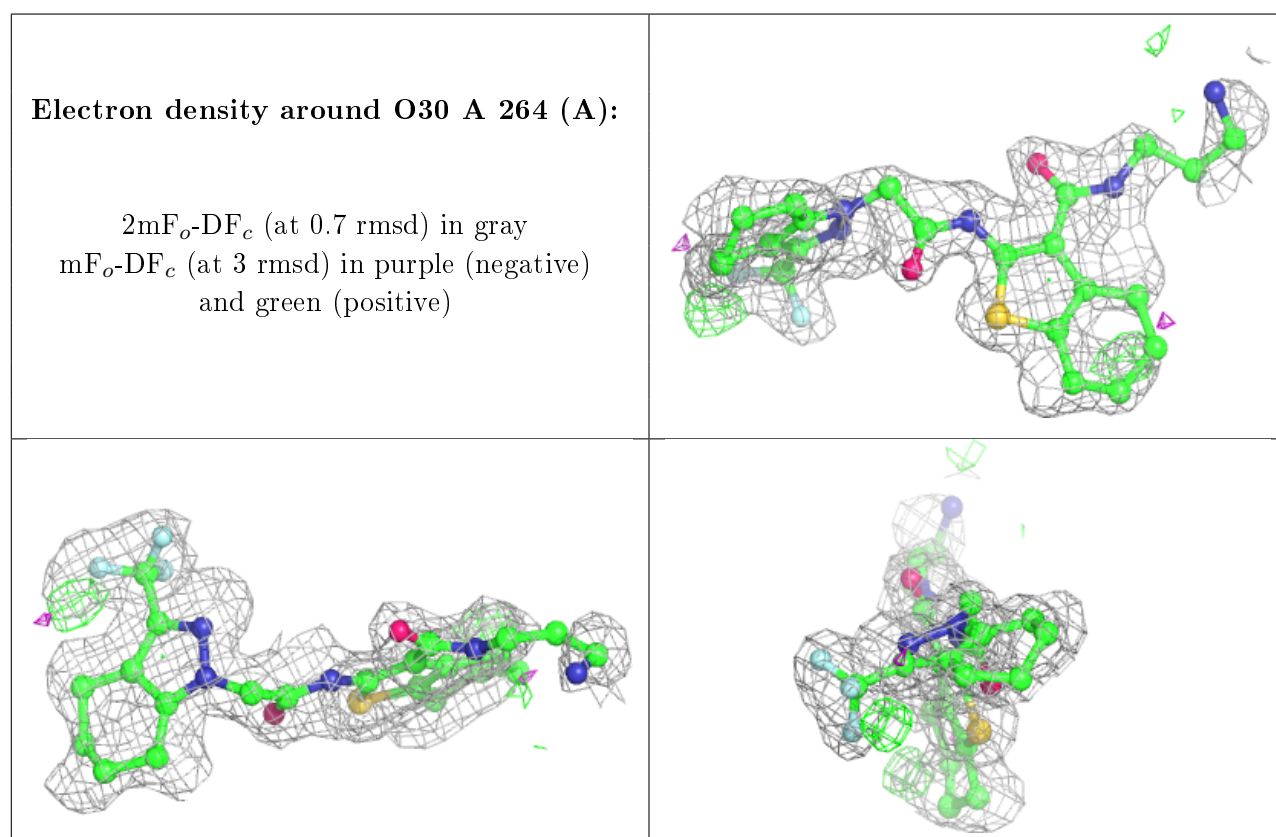 Electron density around O30 A 264 (A):
2mFₒ-DF𝒸 (at 0.7 rmsd) in gray
mFₒ-DF𝒸 (at 3 rmsd) in purple (negative)
and green (positive)